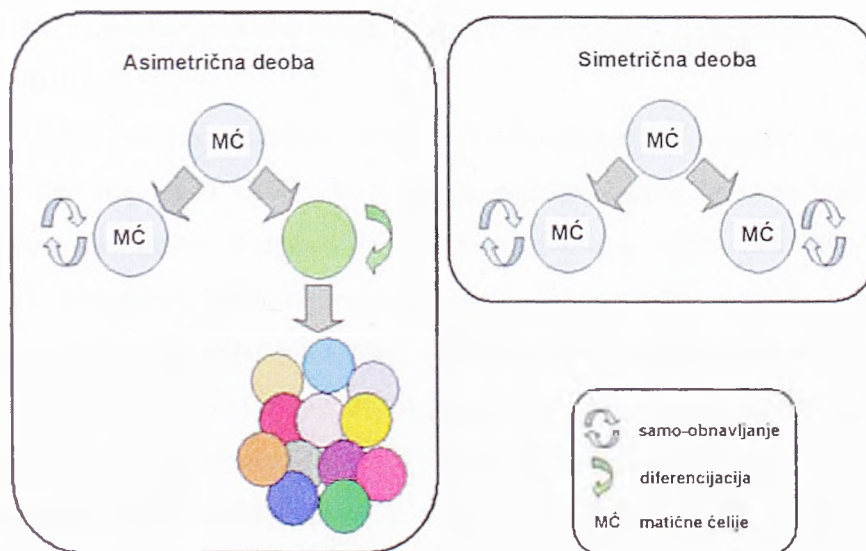 Asimetrična deoba
MĆ
MĆ
Simetrična deoba
MĆ
MĆ
MĆ
samo-obnavljanje
diferencijacija
MĆ matične ćelije